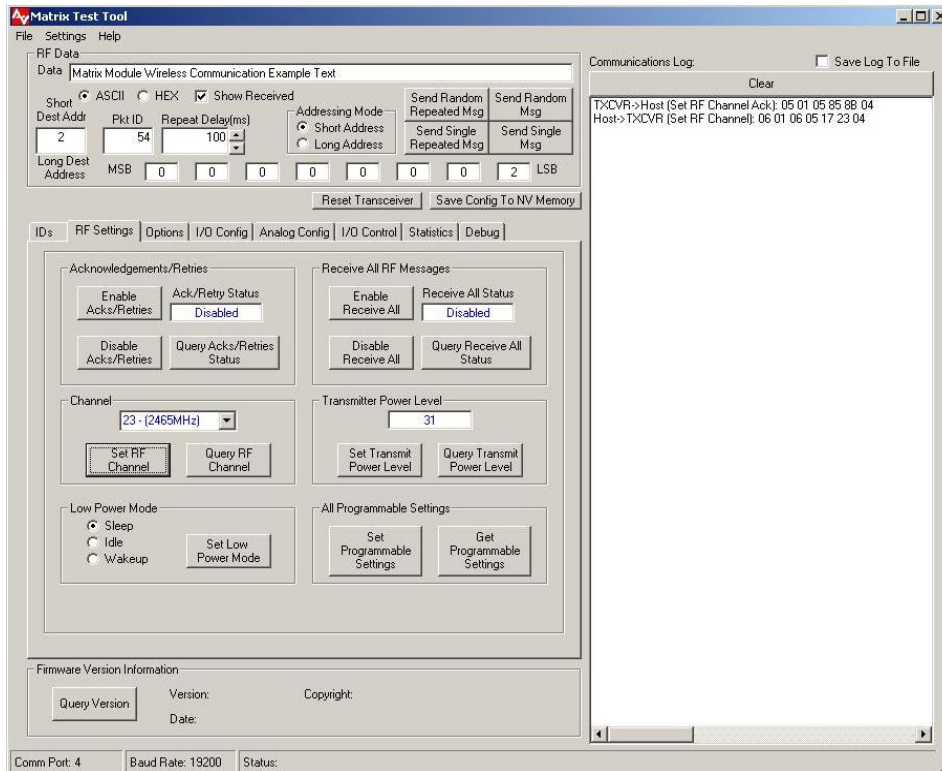 Matrix Test Tool
File Settings Help
RF Data
Data Matrix Module Wireless Communication Example Text
ASCII HEX Show Received
Short Dest Addr
2
Pkt ID
54
Repeat Delay(ms)
100
Addressing Mode
Short Address
Long Address
Send Random Repeated Msg
Send Random Msg
Send Single Repeated Msg
Send Single Msg
Long Dest Address
MSB 0 0 0 0 0 0 0 2 LSB
Reset Transceiver
Save Config To NV Memory
IDs RF Settings Options I/O Config Analog Config I/O Control Statistics Debug
Acknowledgements/Retries
Enable Acks/Retries
Ack/Retry Status
Disabled
Disable Acks/Retries
Query Acks/Retries Status
Receive All RF Messages
Enable Receive All
Receive All Status
Disabled
Disable Receive All
Query Receive All Status
Channel
23 - (2465MHz)
Set RF Channel
Query RF Channel
Transmitter Power Level
31
Set Transmit Power Level
Query Transmit Power Level
Low Power Mode
Sleep
Idle
Wakeup
Set Low Power Mode
All Programmable Settings
Set Programmable Settings
Get Programmable Settings
Firmware Version Information
Query Version
Version:
Copyright:
Date:
Communications Log:
Save Log To File
Clear
TXCVR->Host (Set RF Channel Ack): 05 01 05 85 8B 04
Host->TXCVR (Set RF Channel): 06 01 06 05 17 23 04
Comm Port: 4
Baud Rate: 19200
Status: